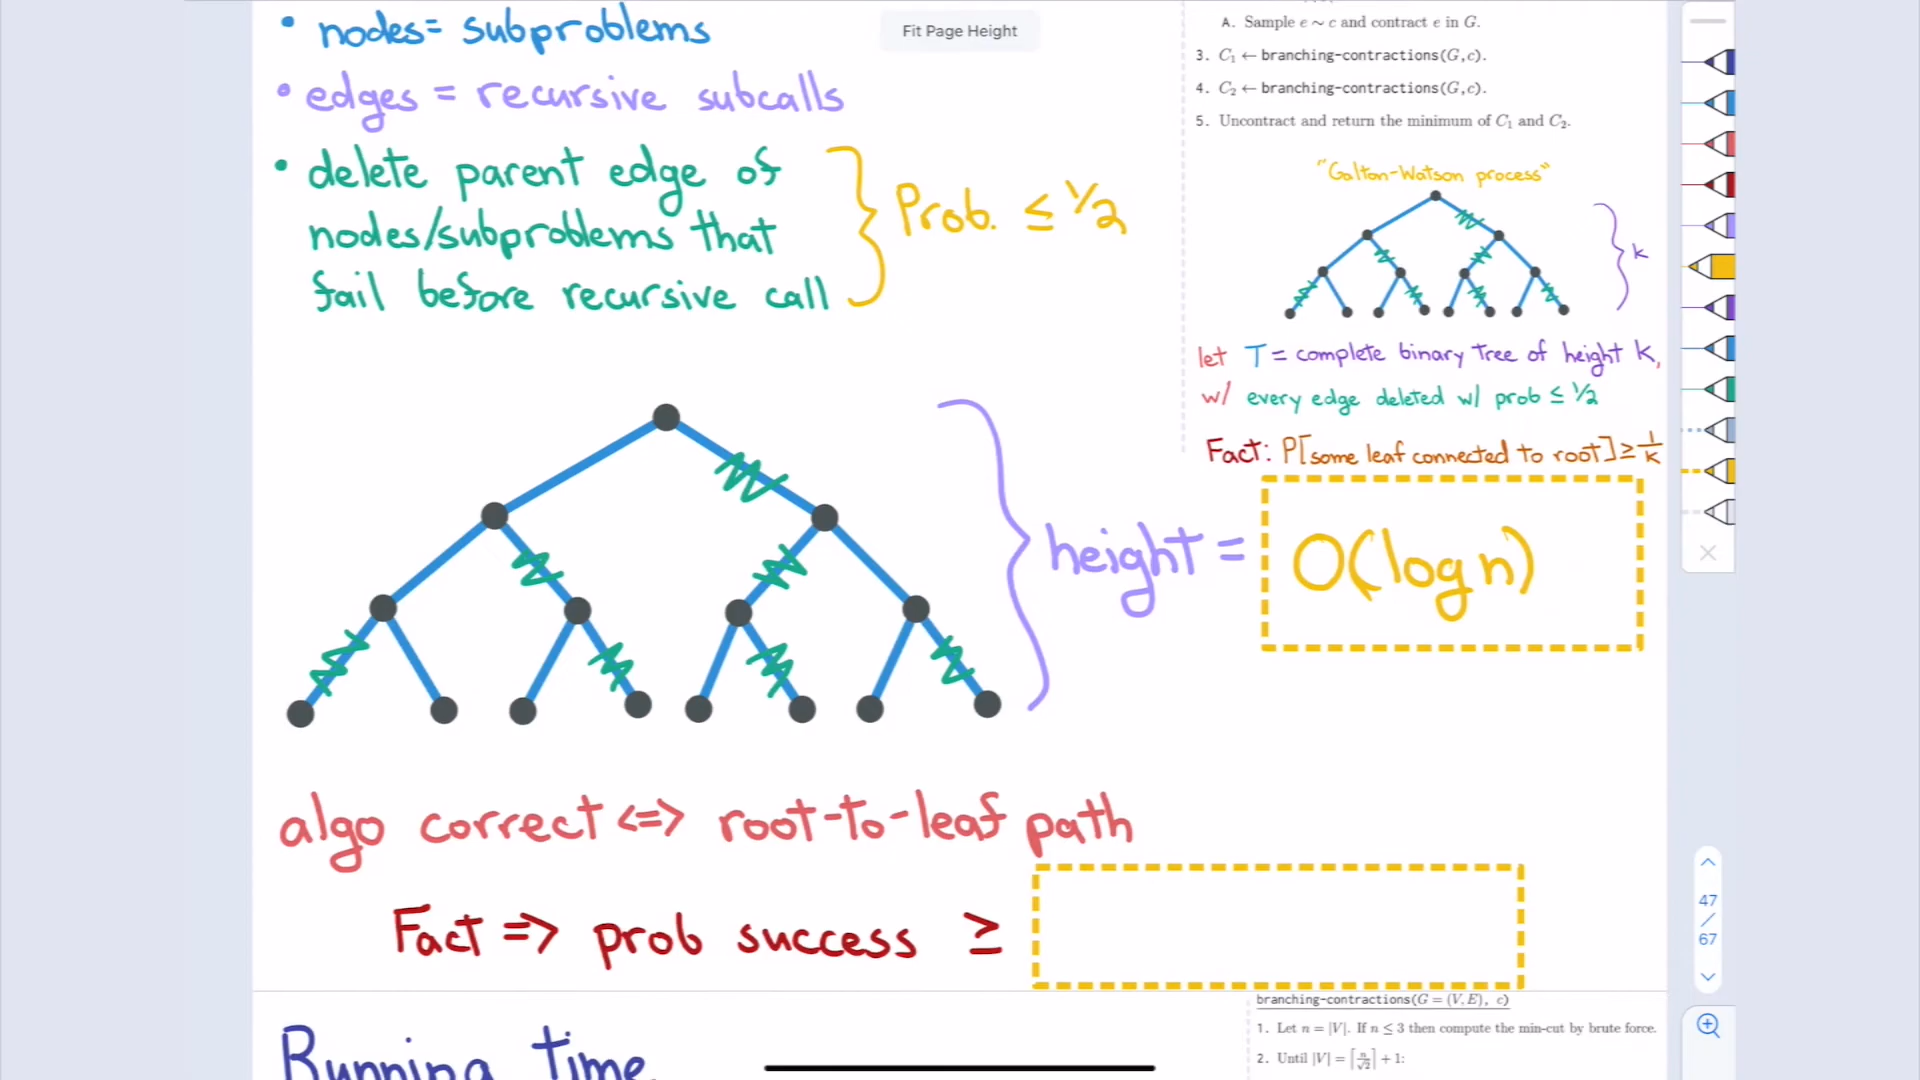 • nodes= subproblems
• edges = recursive subcalls
• delete parent edge of
nodes/subproblems that
fail before recursive call
Prob. ≤ 1/2
Fit Page Height
A. Sample e ∼ c and contract e in G.
3. C₁ ← branching-contractions(G,c).
4. C₂ ← branching-contractions(G,c).
5. Uncontract and return the minimum of C₁ and C₂.
"Galton-Watson process"
k
let T = complete binary tree of height k,
w/ every edge deleted w/ prob ≤ 1/2
Fact: P[some leaf connected to root] ≥ 1/k
height = O(log n)
algo correct <=> root-to-leaf path
Fact => prob success ≥
47
/
67
Running time
branching-contractions(G = (V, E), c)
1. Let n = |V|. If n ≤ 3 then compute the min-cut by brute force.
2. Until |V| = ⌈n/√2⌉ + 1: